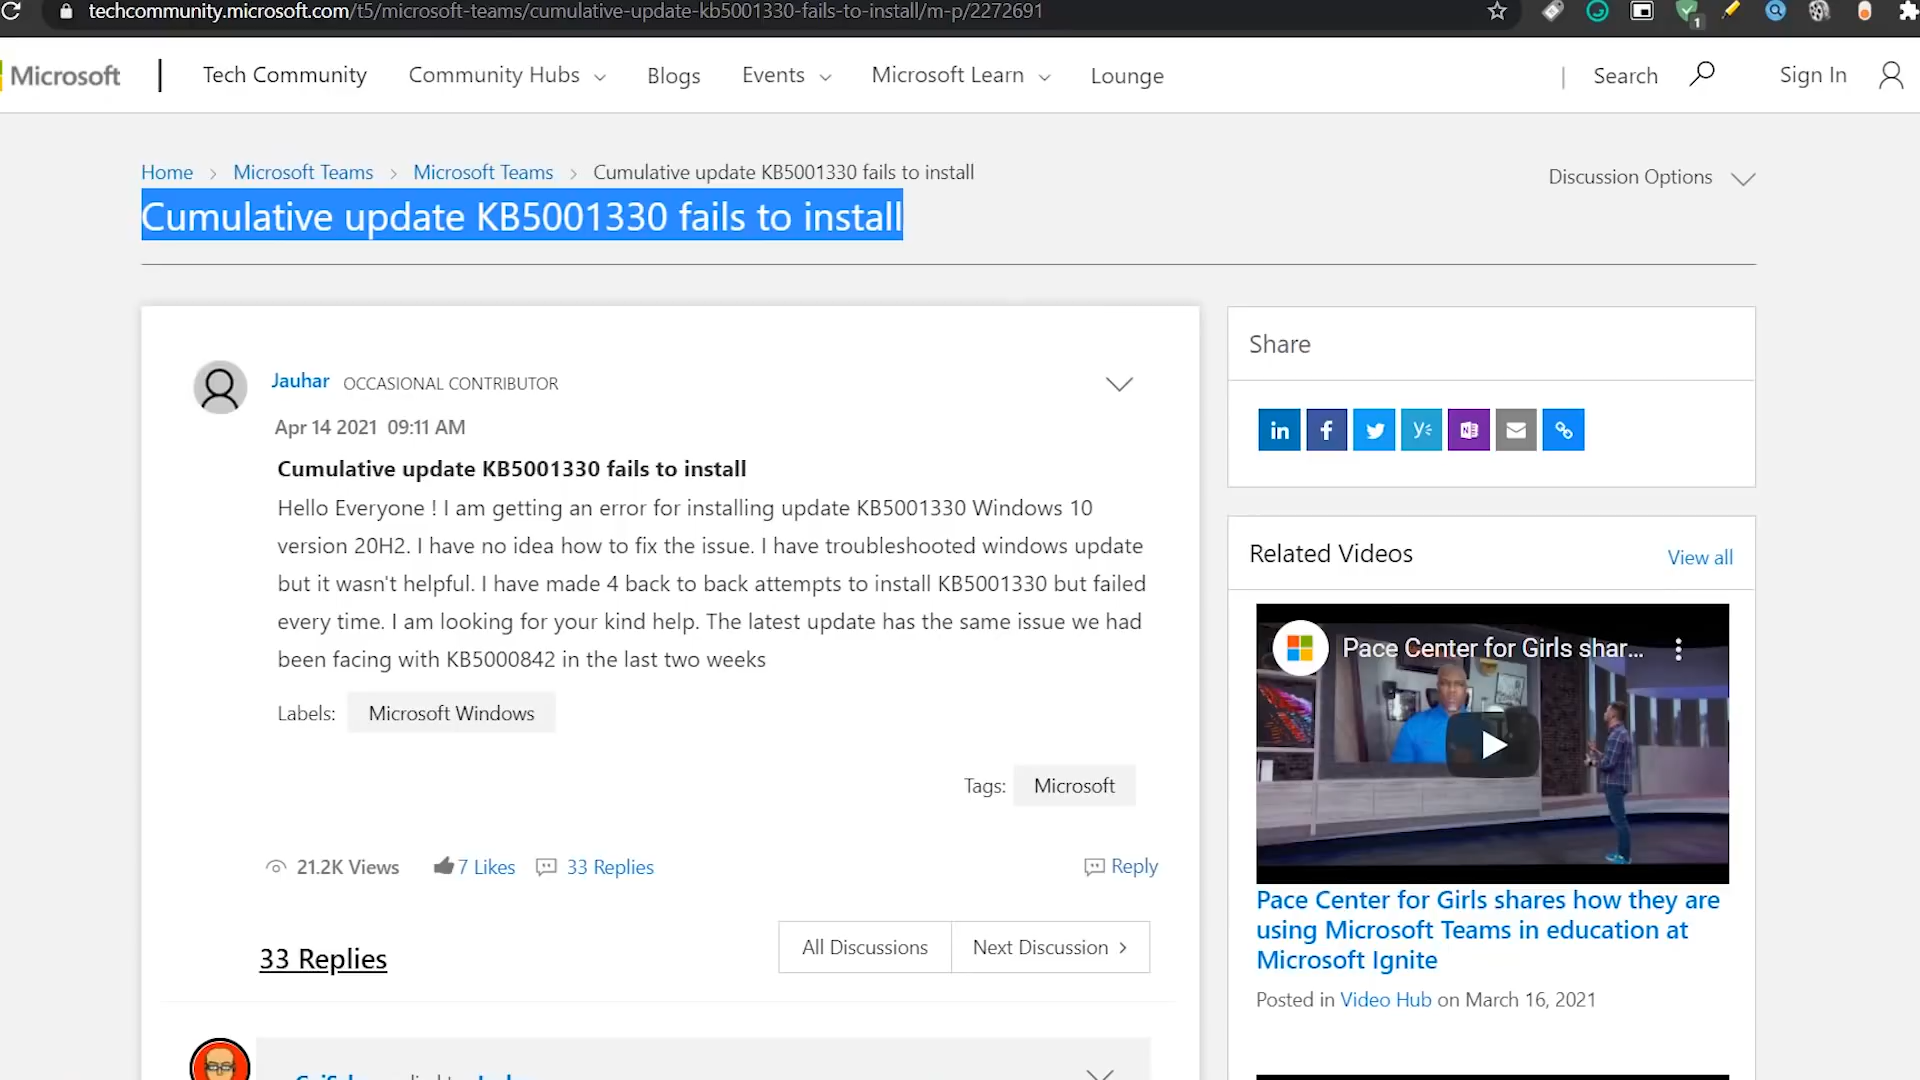 techcommunity.microsoft.com/t5/microsoft-teams/cumulative-update-kb5001330-fails-to-install/m-p/2272691
1
Microsoft
Tech Community
Community Hubs
Blogs
Events
Microsoft Learn
Lounge
Search
Sign In
Home > Microsoft Teams > Microsoft Teams > Cumulative update KB5001330 fails to install
Discussion Options
Cumulative update KB5001330 fails to install
Jauhar OCCASIONAL CONTRIBUTOR
Apr 14 2021 09:11 AM
Cumulative update KB5001330 fails to install
Hello Everyone ! I am getting an error for installing update KB5001330 Windows 10
version 20H2. I have no idea how to fix the issue. I have troubleshooted windows update
but it wasn't helpful. I have made 4 back to back attempts to install KB5001330 but failed
every time. I am looking for your kind help. The latest update has the same issue we had
been facing with KB5000842 in the last two weeks
Labels: Microsoft Windows
Tags: Microsoft
21.2K Views
7 Likes
33 Replies
Reply
33 Replies
All Discussions
Next Discussion >
Share
in
f
Related Videos
View all
Pace Center for Girls shar...
Pace Center for Girls shares how they are
using Microsoft Teams in education at
Microsoft Ignite
Posted in Video Hub on March 16, 2021